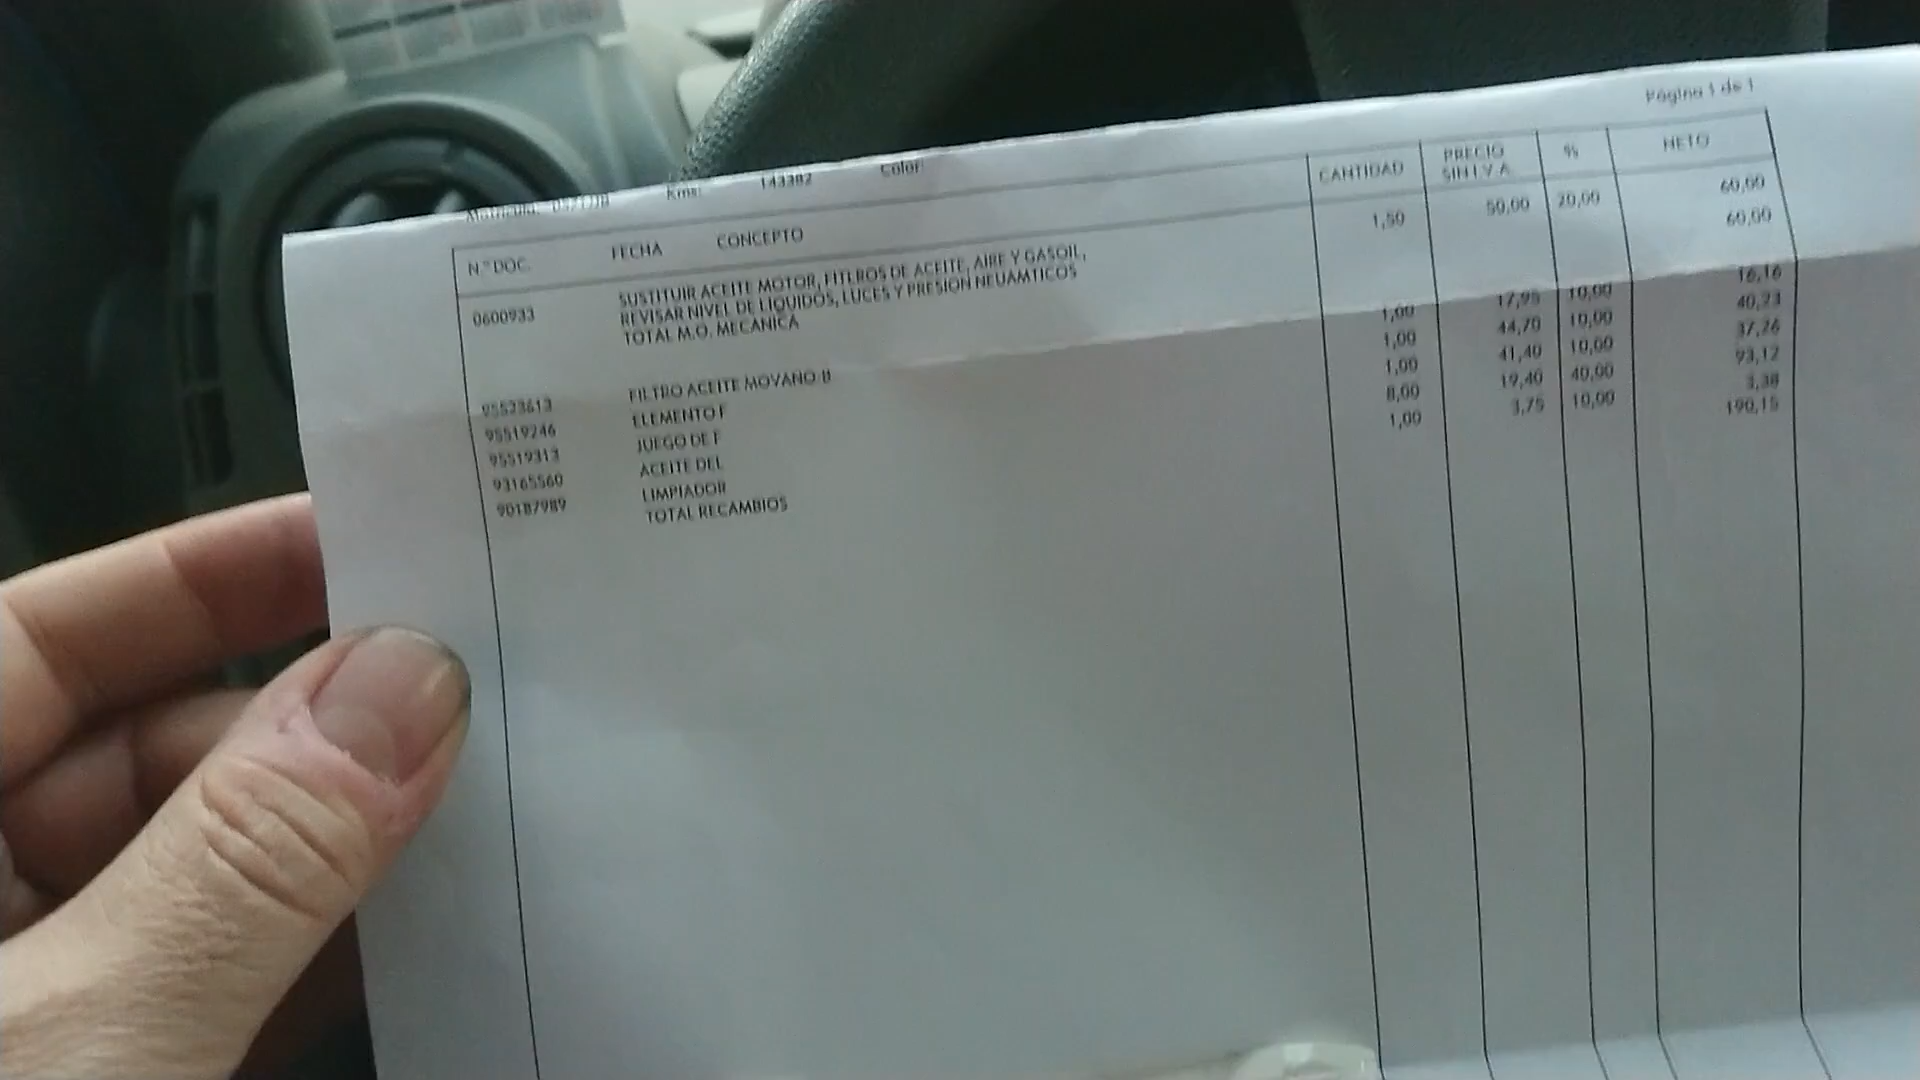 Página 1 de 1
Kms: 143382 Color:
N.º DOC. FECHA CONCEPTO CANTIDAD PRECIO SIN I.V.A. % NETO
0600933 SUSTITUIR ACEITE MOTOR, FITLROS DE ACEITE, AIRE Y GASOIL, 1,50 50,00 20,00 60,00
REVISAR NIVEL DE LIQUIDOS, LUCES Y PRESION NEUAMTICOS
TOTAL M.O. MECANICA 60,00
95523613 FILTRO ACEITE MOVANO B 1,00 17,95 10,00 16,16
95519246 ELEMENTO F 1,00 44,70 10,00 40,23
95519313 JUEGO DE F 1,00 41,40 10,00 37,26
93165560 ACEITE DEL 8,00 19,40 40,00 93,12
90187989 LIMPIADOR 1,00 3,75 10,00 3,38
TOTAL RECAMBIOS 190,15